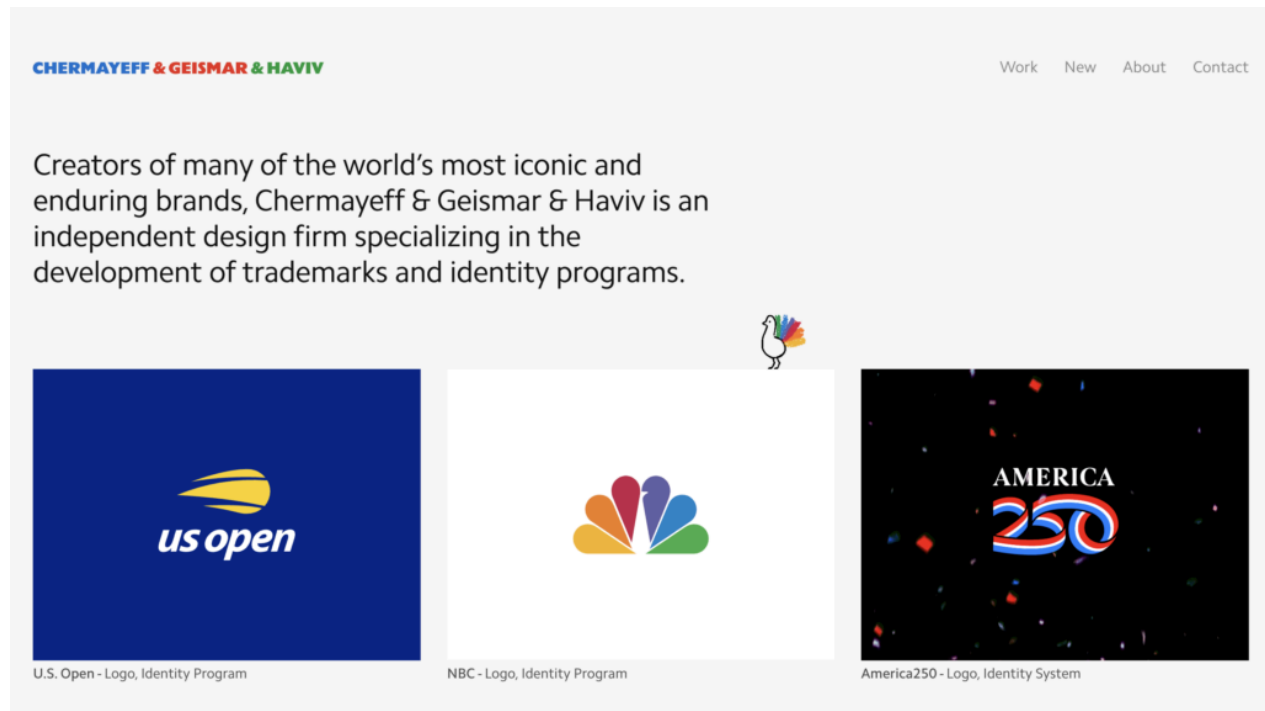 CHERMAYEFF & GEISMAR & HAVIV
Work New About Contact
Creators of many of the world’s most iconic and
enduring brands, Chermayeff & Geismar & Haviv is an
independent design firm specializing in the
development of trademarks and identity programs.
us open
AMERICA
250
U.S. Open - Logo, Identity Program
NBC - Logo, Identity Program
America250 - Logo, Identity System